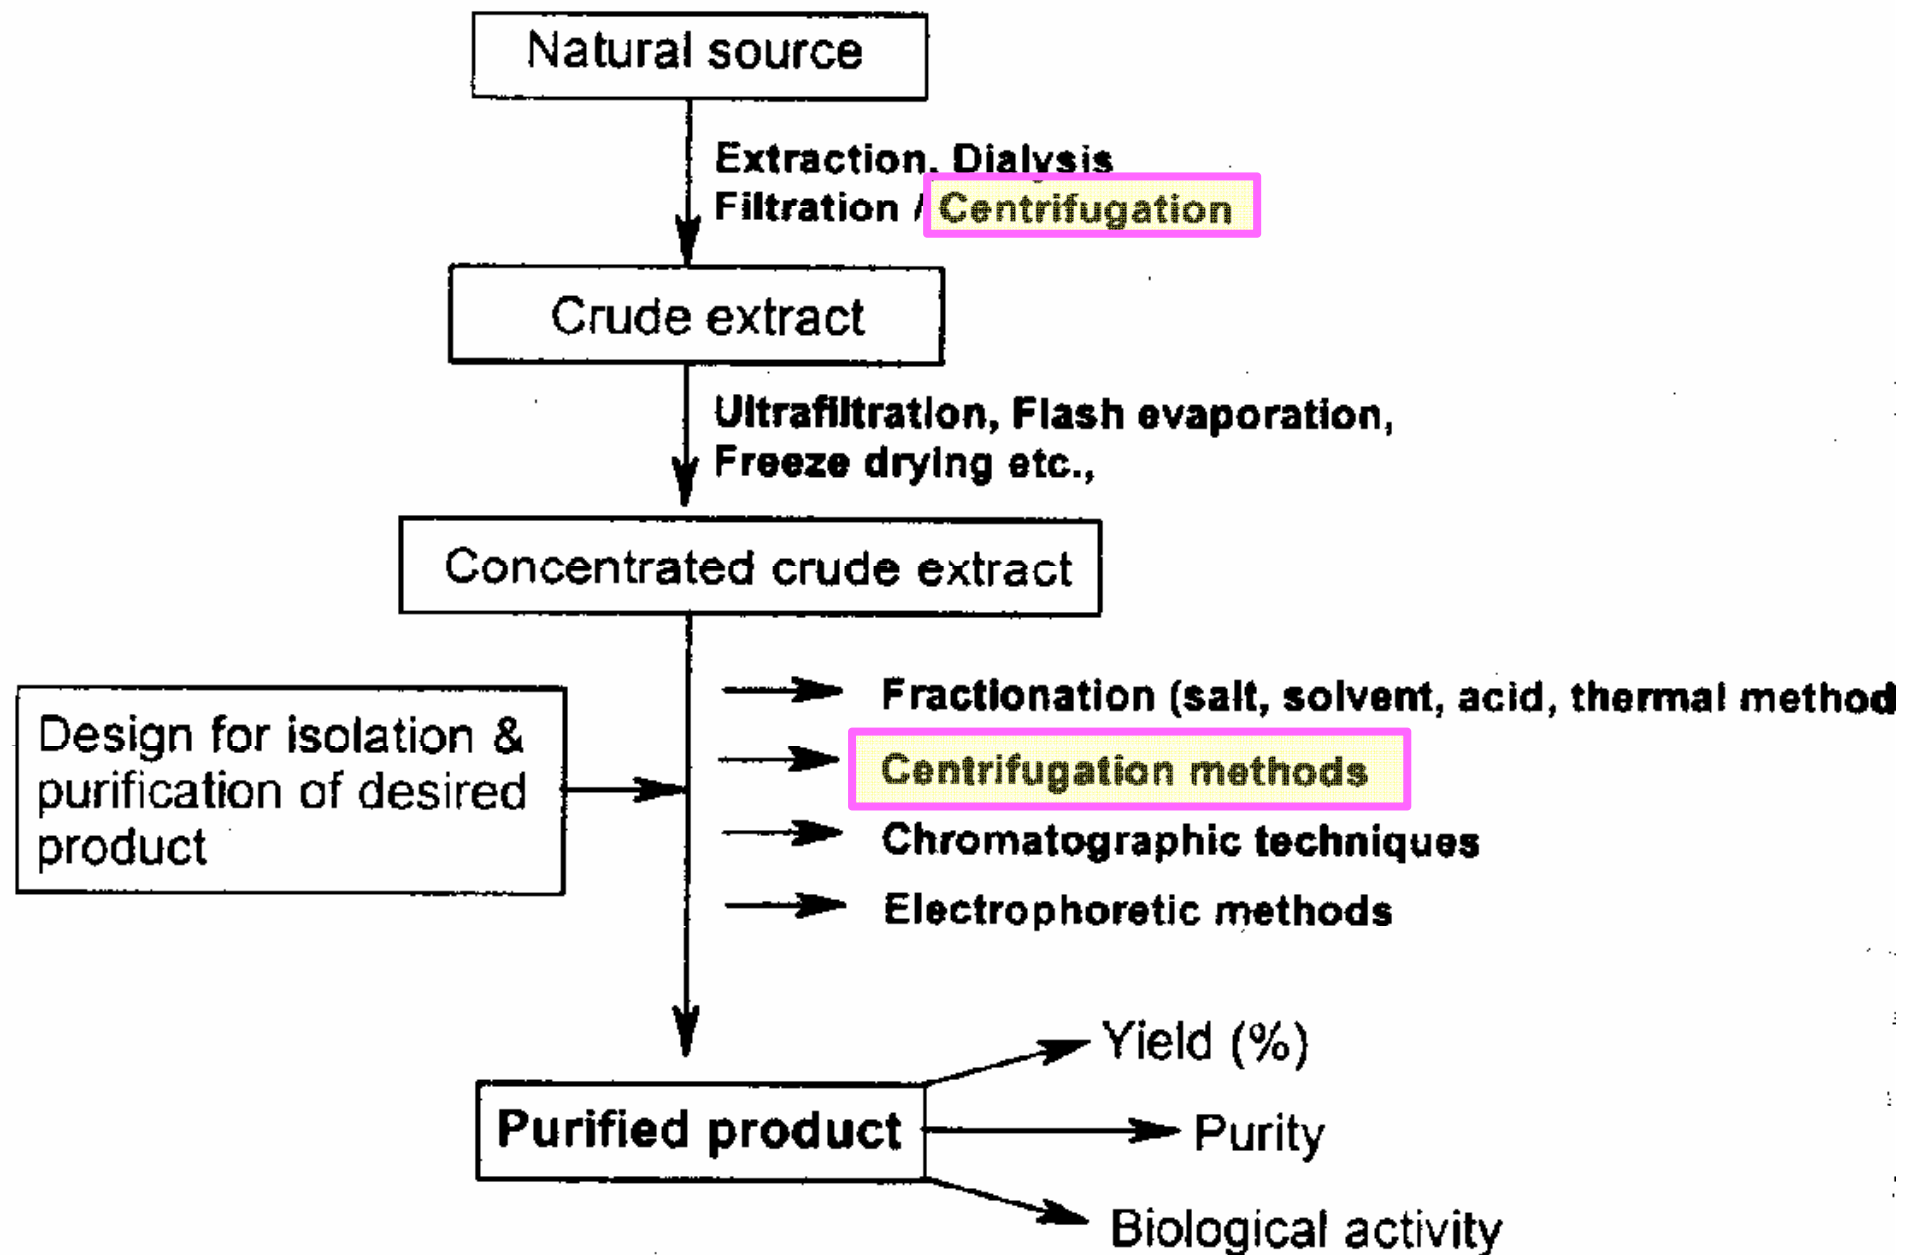 Natural source
Extraction, Dialysis
Filtration / Centrifugation
Crude extract
Ultrafiltration, Flash evaporation,
Freeze drying etc.,
Concentrated crude extract
Fractionation (salt, solvent, acid, thermal method
Design for isolation &
purification of desired
product
Centrifugation methods
Chromatographic techniques
Electrophoretic methods
Yield (%)
Purified product
Purity
Biological activity